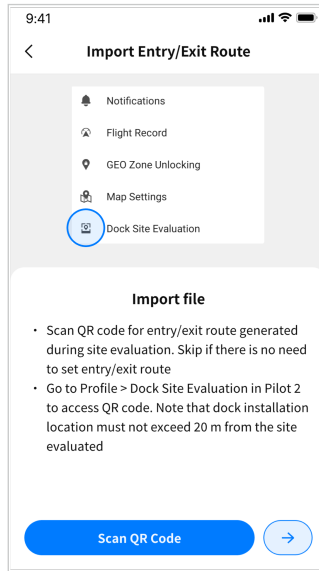 9:41
Import Entry/Exit Route
Notifications
Flight Record
GEO Zone Unlocking
Map Settings
Dock Site Evaluation
Import file
· Scan QR code for entry/exit route generated
during site evaluation. Skip if there is no need
to set entry/exit route
· Go to Profile > Dock Site Evaluation in Pilot 2
to access QR code. Note that dock installation
location must not exceed 20 m from the site
evaluated
Scan QR Code